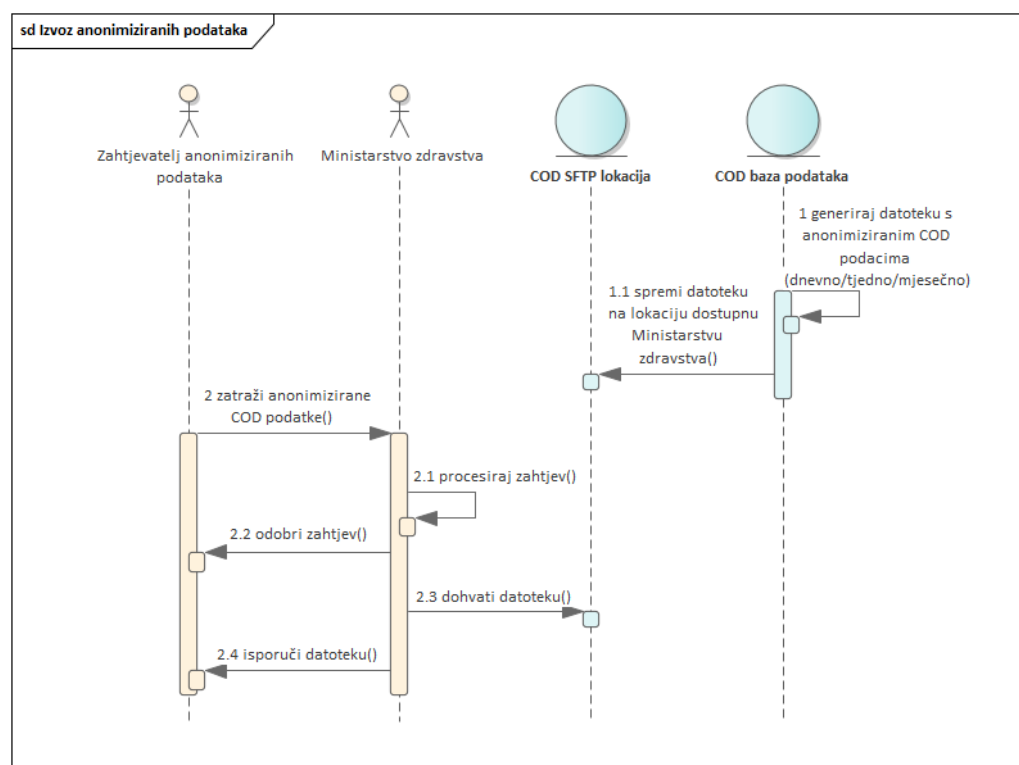 sd Izvoz anonimiziranih podataka
Zahtjevatelj anonimiziranih
podataka
Ministarstvo zdravstva
COD SFTP lokacija
COD baza podataka
1 generiraj datoteku s
anonimiziranim COD
podacima
(dnevno/tjedno/mjesečno)
1.1 spremi datoteku
na lokaciju dostupnu
Ministarstvu
zdravstva()
2 zatraži anonimizirane
COD podatke()
2.1 procesiraj zahtjev()
2.2 odobri zahtjev()
2.3 dohvati datoteku()
2.4 isporuči datoteku()